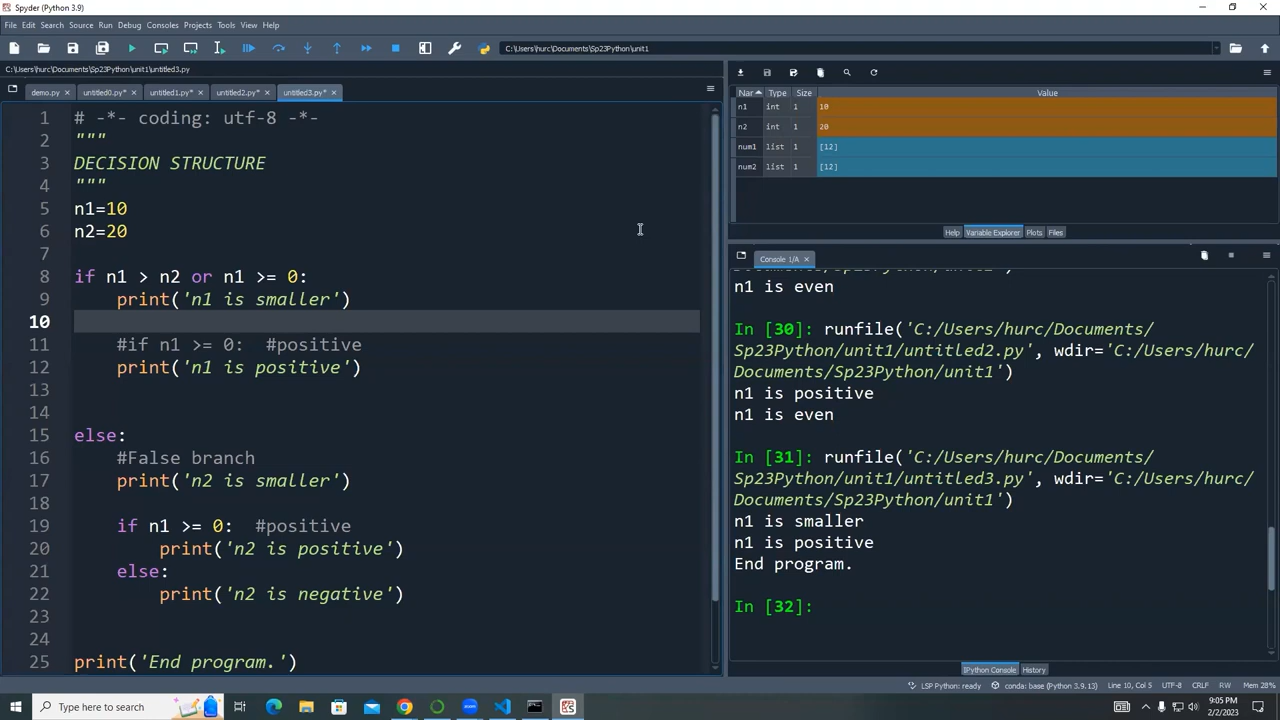 Spyder (Python 3.9)
File Edit Search Source Run Debug Consoles Projects Tools View Help
C:\Users\hurc\Documents\Sp23Python\unit1
C:\Users\hurc\Documents\Sp23Python\unit1\untitled3.py
demo.py untitled0.py* untitled1.py* untitled2.py* untitled3.py*
1 # -*- coding: utf-8 -*-
2 """
3 DECISION STRUCTURE
4 """
5 n1=10
6 n2=20
7
8 if n1 > n2 or n1 >= 0:
9 print('n1 is smaller')
10
11 #if n1 >= 0: #positive
12 print('n1 is positive')
13
14
15 else:
16 #False branch
17 print('n2 is smaller')
18
19 if n1 >= 0: #positive
20 print('n2 is positive')
21 else:
22 print('n2 is negative')
23
24
25 print('End program.')
Nar Type Size Value
n1 int 1 10
n2 int 1 20
num1 list 1 [12]
num2 list 1 [12]
Help Variable Explorer Plots Files
Console 1/A
n1 is even
In [30]: runfile('C:/Users/hurc/Documents/
Sp23Python/unit1/untitled2.py', wdir='C:/Users/hurc/
Documents/Sp23Python/unit1')
n1 is positive
n1 is even
In [31]: runfile('C:/Users/hurc/Documents/
Sp23Python/unit1/untitled3.py', wdir='C:/Users/hurc/
Documents/Sp23Python/unit1')
n1 is smaller
n1 is positive
End program.
In [32]:
IPython Console History
LSP Python: ready conda: base (Python 3.9.13) Line 10, Col 5 UTF-8 CRLF RW Mem 28%
Type here to search
9:05 PM
2/2/2023